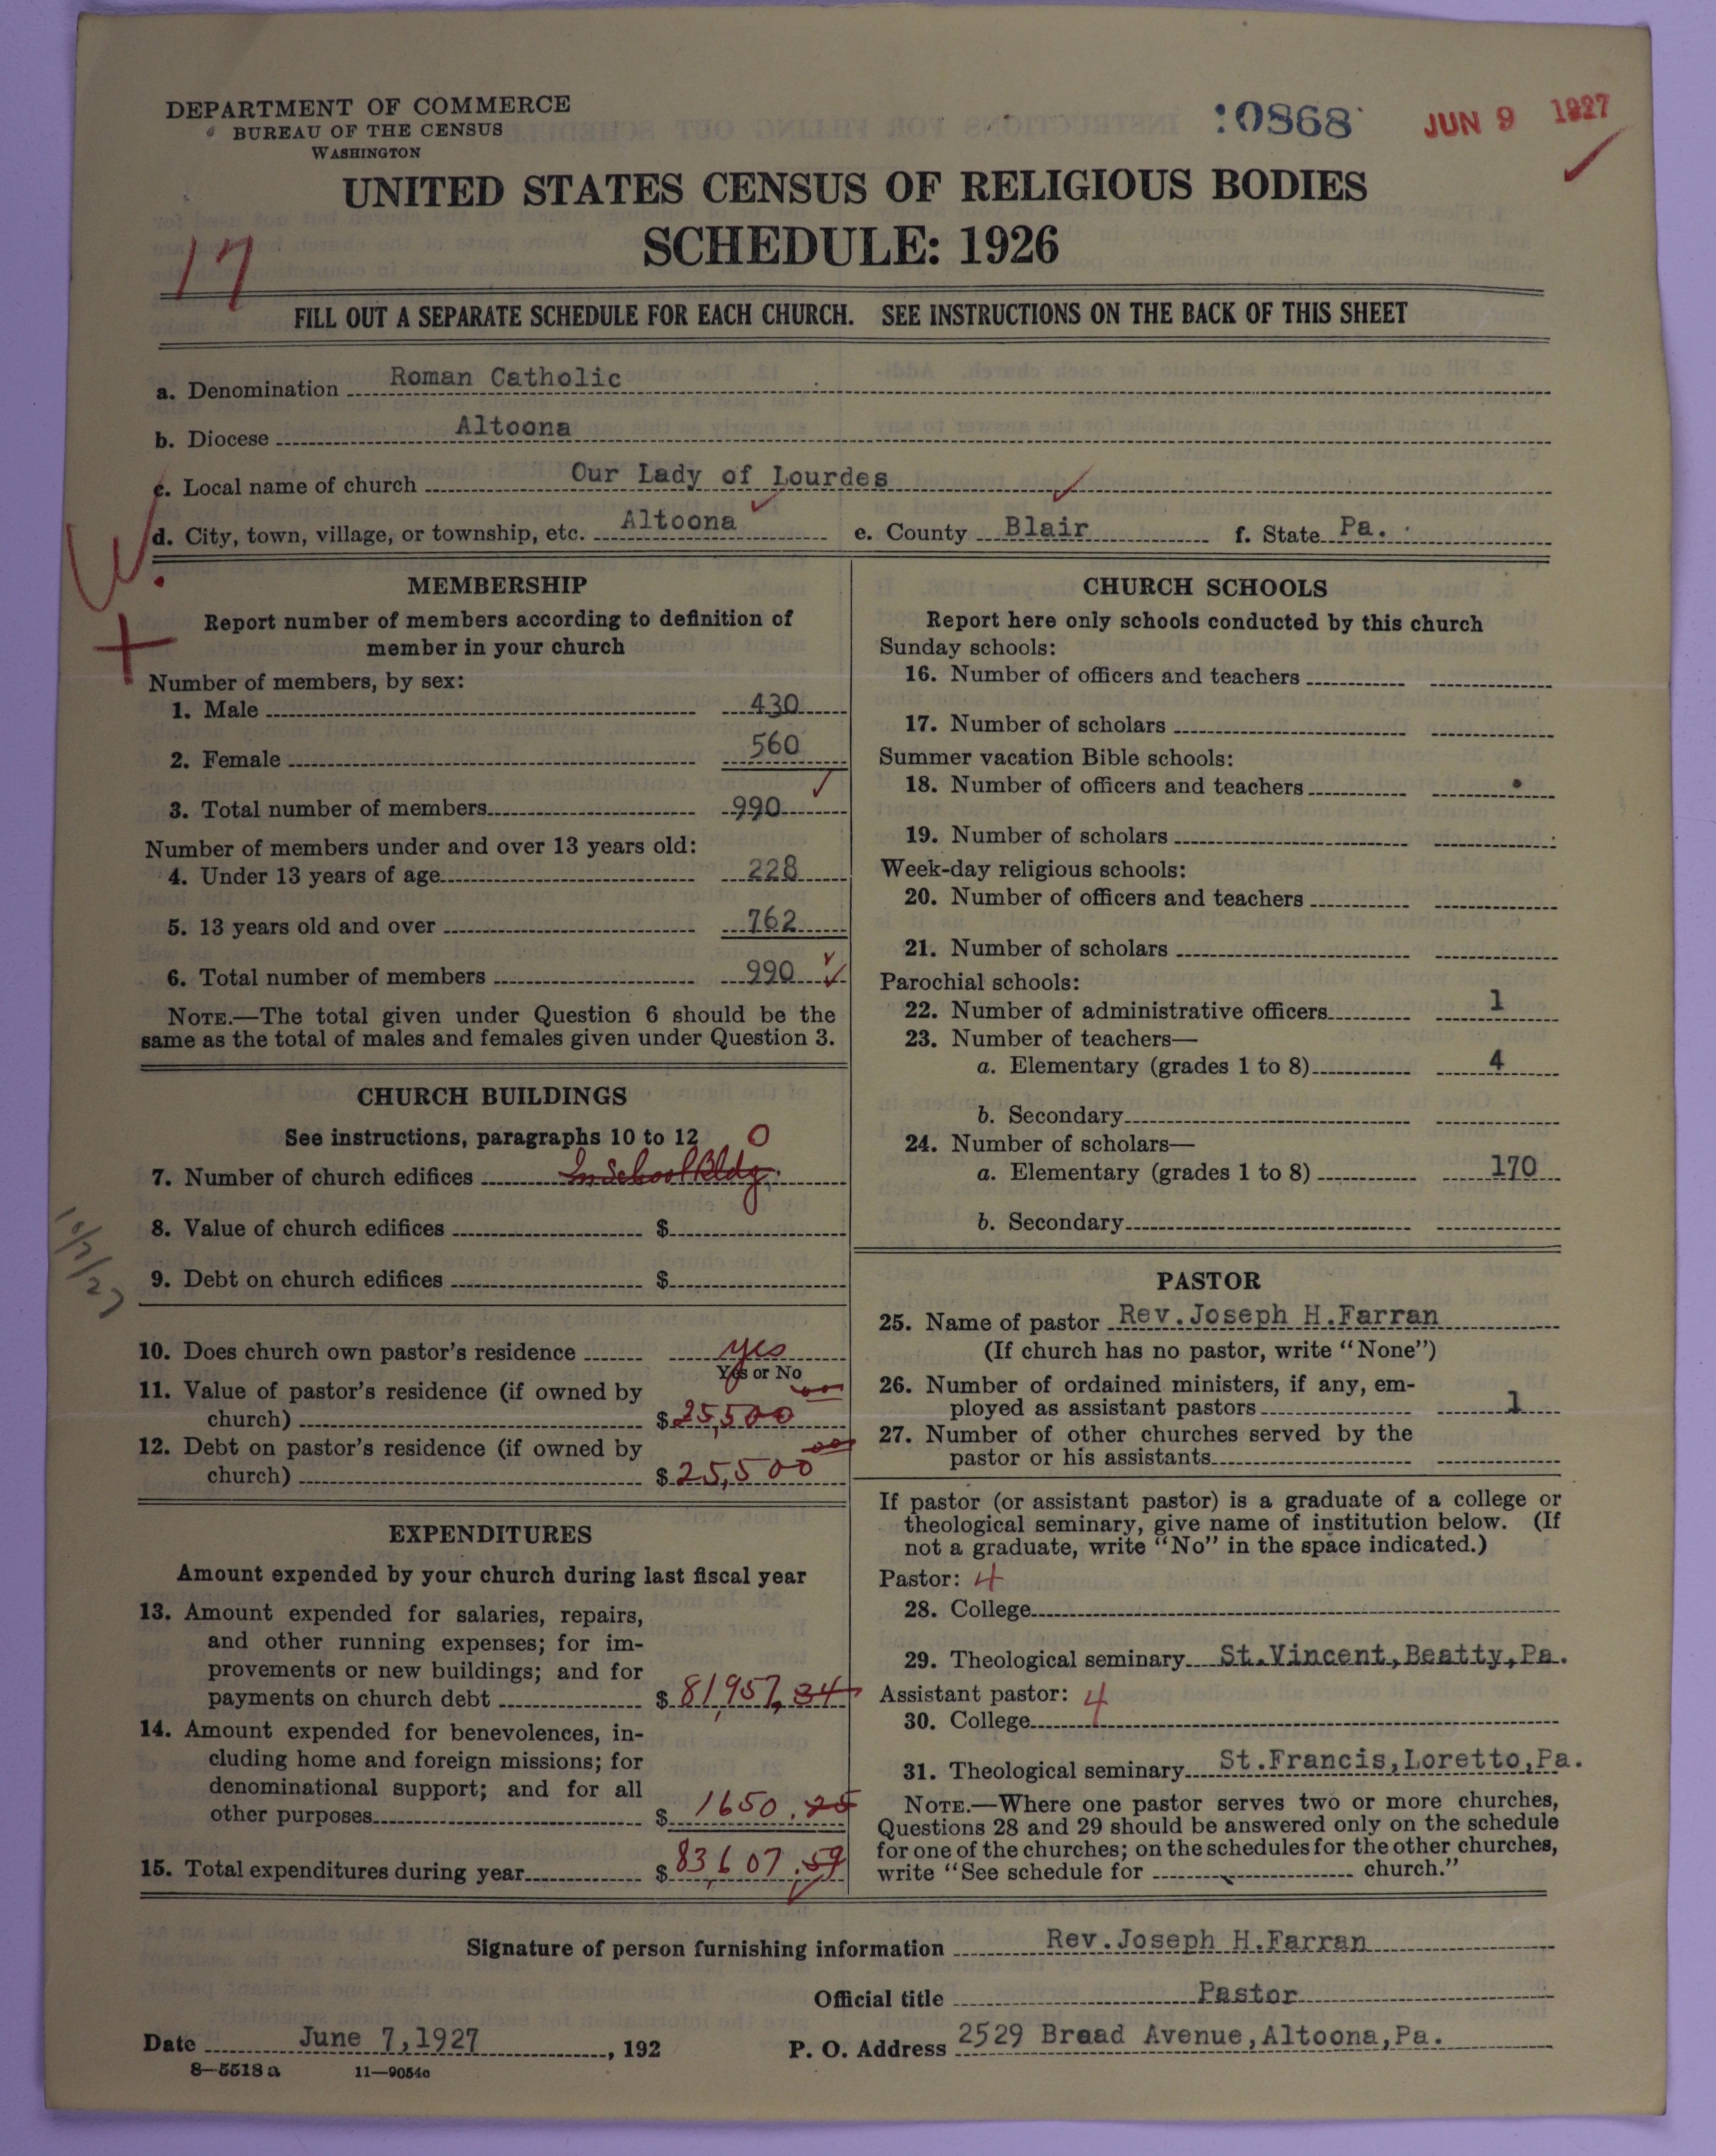 DEPARTMENT OF COMMERCE
BUREAU OF THE CENSUS
WASHINGTON
10868
JUN 9 1927
UNITED STATES CENSUS OF RELIGIOUS BODIES
SCHEDULE: 1926
17
FILL OUT A SEPARATE SCHEDULE FOR EACH CHURCH. SEE INSTRUCTIONS ON THE BACK OF THIS SHEET
a. Denomination Roman Catholic
b. Diocese Altoona
c. Local name of church Our Lady of Lourdes
d. City, town, village, or township, etc. Altoona e. County Blair f. State Pa.
MEMBERSHIP
Report number of members according to definition of
member in your church
Number of members, by sex:
1. Male 430
2. Female 560
3. Total number of members 990
Number of members under and over 13 years old:
4. Under 13 years of age 228
5. 13 years old and over 762
6. Total number of members 990
NOTE.—The total given under Question 6 should be the
same as the total of males and females given under Question 3.
CHURCH BUILDINGS
See instructions, paragraphs 10 to 12 0
7. Number of church edifices In School Bldg.
8. Value of church edifices $
9. Debt on church edifices $
10/7/27
10. Does church own pastor's residence yes
Yes or No
11. Value of pastor's residence (if owned by
church) $ 25,500
12. Debt on pastor's residence (if owned by
church) $ 25,500
EXPENDITURES
Amount expended by your church during last fiscal year
13. Amount expended for salaries, repairs,
and other running expenses; for im-
provements or new buildings; and for
payments on church debt $ 81,957.34
14. Amount expended for benevolences, in-
cluding home and foreign missions; for
denominational support; and for all
other purposes $ 1650.25
15. Total expenditures during year $ 83,607.59
CHURCH SCHOOLS
Report here only schools conducted by this church
Sunday schools:
16. Number of officers and teachers
17. Number of scholars
Summer vacation Bible schools:
18. Number of officers and teachers
19. Number of scholars
Week-day religious schools:
20. Number of officers and teachers
21. Number of scholars
Parochial schools:
22. Number of administrative officers 1
23. Number of teachers—
a. Elementary (grades 1 to 8) 4
b. Secondary
24. Number of scholars—
a. Elementary (grades 1 to 8) 170
b. Secondary
PASTOR
25. Name of pastor Rev. Joseph H. Farran
(If church has no pastor, write "None")
26. Number of ordained ministers, if any, em-
ployed as assistant pastors 1
27. Number of other churches served by the
pastor or his assistants
If pastor (or assistant pastor) is a graduate of a college or
theological seminary, give name of institution below. (If
not a graduate, write "No" in the space indicated.)
Pastor: 4
28. College
29. Theological seminary St. Vincent, Beatty, Pa.
Assistant pastor: 4
30. College
31. Theological seminary St. Francis, Loretto, Pa.
NOTE.—Where one pastor serves two or more churches,
Questions 28 and 29 should be answered only on the schedule
for one of the churches; on the schedules for the other churches,
write "See schedule for church."
Signature of person furnishing information Rev. Joseph H. Farran
Official title Pastor
Date June 7, 1927, 192 P. O. Address 2529 Broad Avenue, Altoona, Pa.
8—5518 a 11—9054c